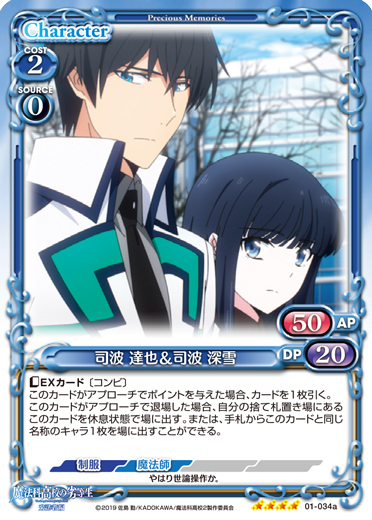 Precious Memories
Character
COST
2
SOURCE
0
50 AP
DP 20
司波 達也&司波 深雪
EXカード〔コンビ〕
このカードがアプローチでポイントを与えた場合、カードを1枚引く。
このカードがアプローチで退場した場合、自分の捨て札置き場にある
このカードを休息状態で場に出す。または、手札からこのカードと同じ
名称のキャラ1枚を場に出すことができる。
制服 魔法師
やはり世論操作か。
魔法科高校の劣等生
©2019 佐島 勤/KADOKAWA/魔法科高校2製作委員会
★★★★ 01-034a